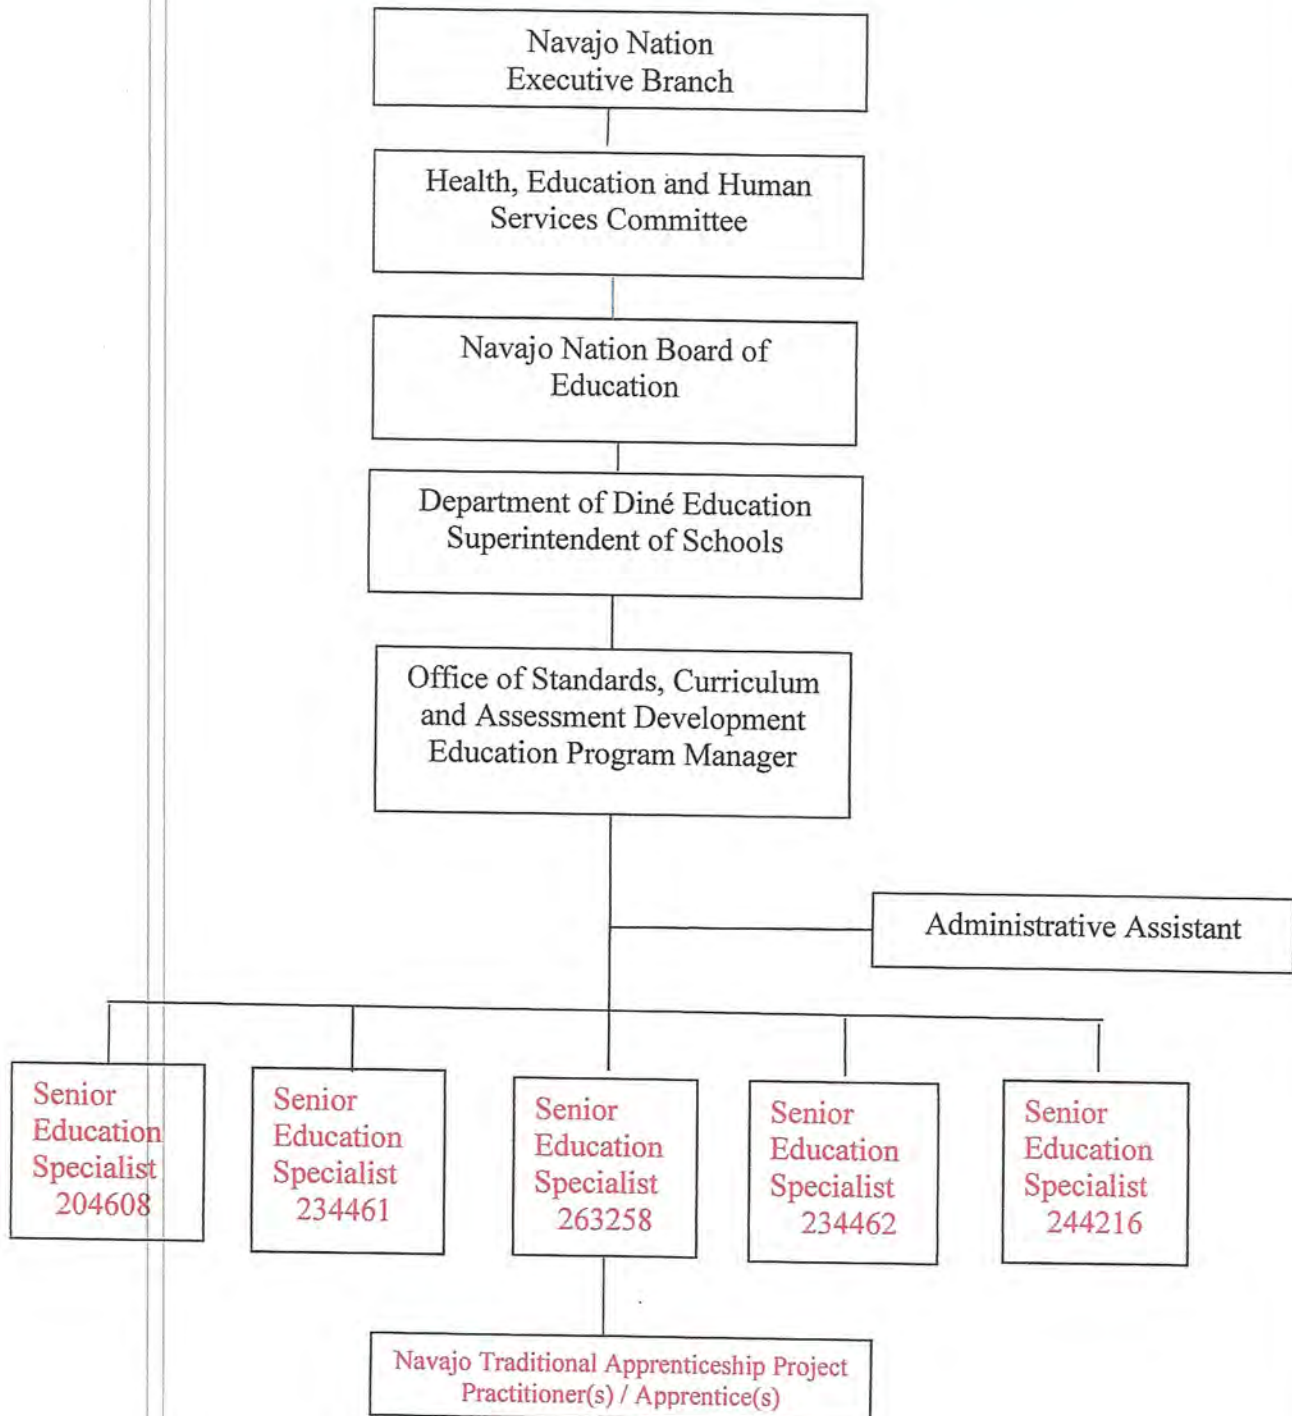 Navajo Nation
Executive Branch
Health, Education and Human
Services Committee
Navajo Nation Board of
Education
Department of Diné Education
Superintendent of Schools
Office of Standards, Curriculum
and Assessment Development
Education Program Manager
Administrative Assistant
Senior
Education
Specialist
204608
Senior
Education
Specialist
234461
Senior
Education
Specialist
263258
Senior
Education
Specialist
234462
Senior
Education
Specialist
244216
Navajo Traditional Apprenticeship Project
Practitioner(s) / Apprentice(s)